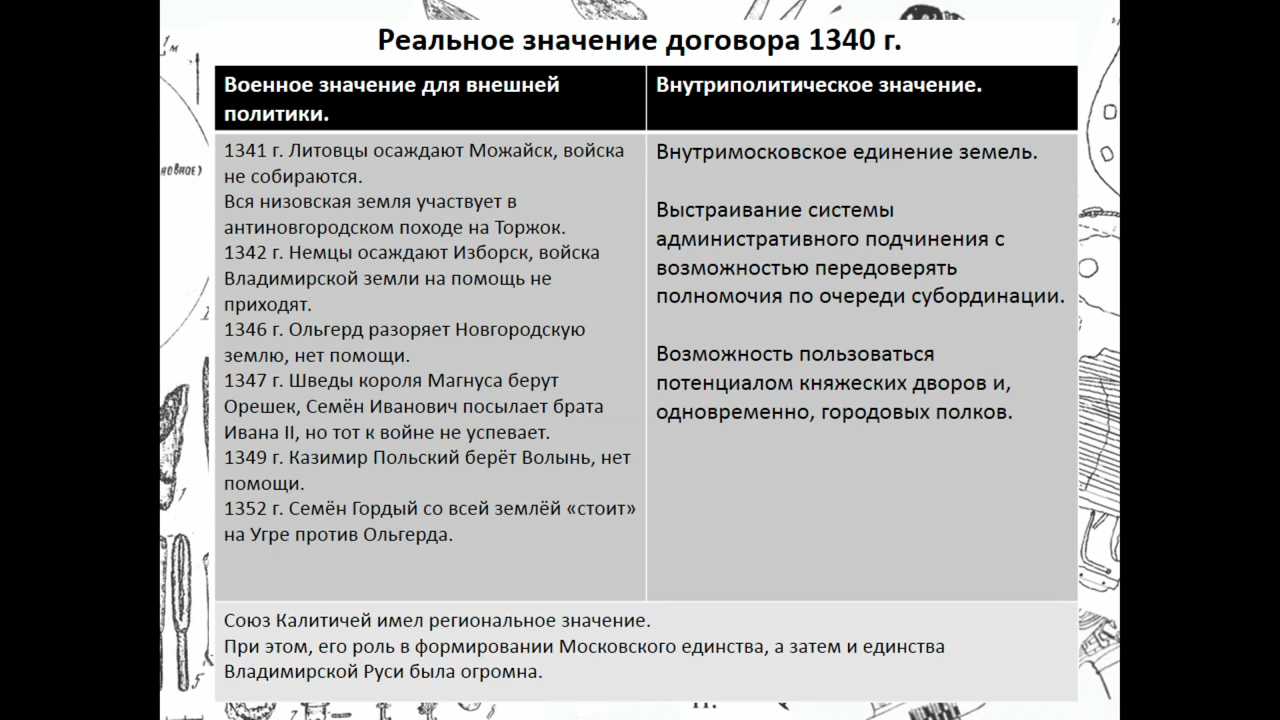 Реальное значение договора 1340 г.
Военное значение для внешней
политики.
Внутриполитическое значение.
1341 г. Литовцы осаждают Можайск, войска
не собираются.
Вся низовская земля участвует в
антиновгородском походе на Торжок.
1342 г. Немцы осаждают Изборск, войска
Владимирской земли на помощь не
приходят.
1346 г. Ольгерд разоряет Новгородскую
землю, нет помощи.
1347 г. Шведы короля Магнуса берут
Орешек, Семён Иванович посылает брата
Ивана II, но тот к войне не успевает.
1349 г. Казимир Польский берёт Волынь, нет
помощи.
1352 г. Семён Гордый со всей землёй «стоит»
на Угре против Ольгерда.
Внутримосковское единение земель.
Выстраивание системы
административного подчинения с
возможностью передоверять
полномочия по очереди субординации.
Возможность пользоваться
потенциалом княжеских дворов и,
одновременно, городовых полков.
Союз Калитичей имел региональное значение.
При этом, его роль в формировании Московского единства, а затем и единства
Владимирской Руси была огромна.